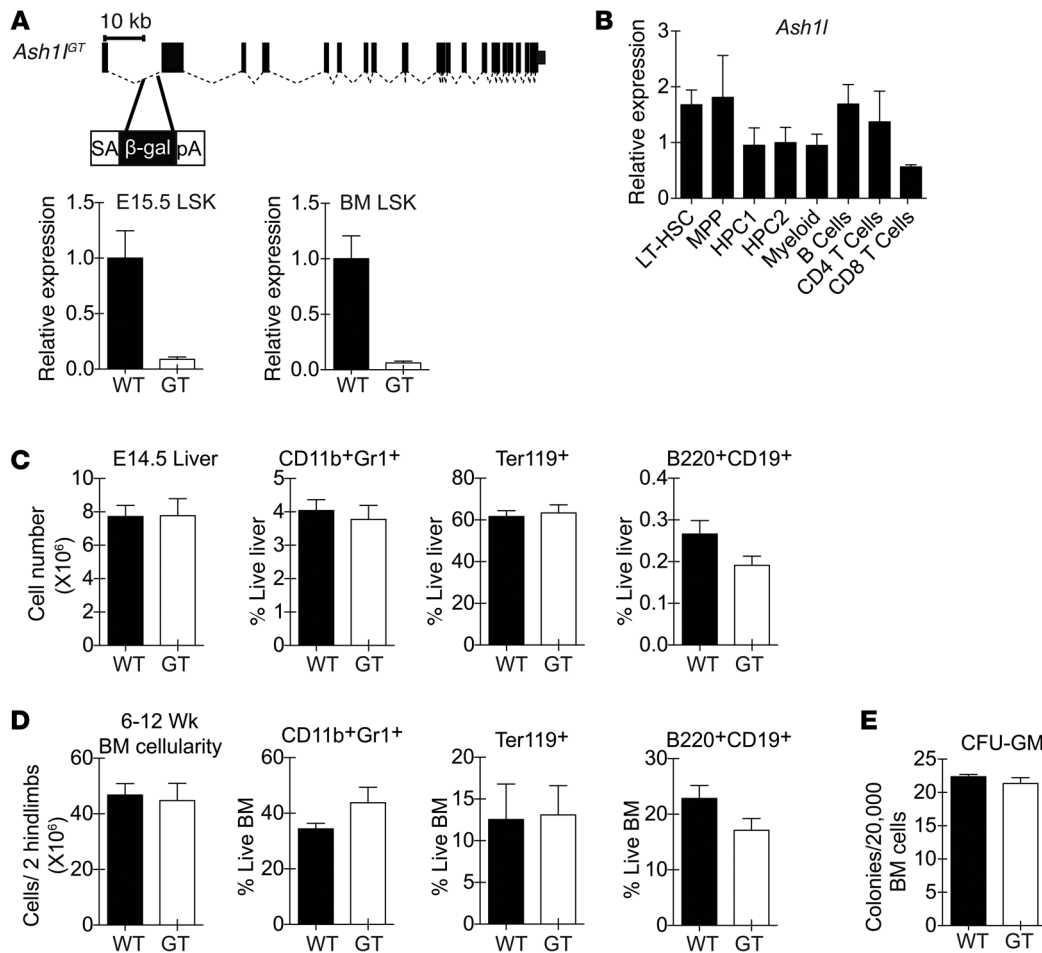 A
10 kb
Ash1l^GT
SA β-gal pA
E15.5 LSK
Relative expression
1.5
1.0
0.5
0.0
WT GT
BM LSK
Relative expression
1.5
1.0
0.5
0.0
WT GT
B
Ash1l
Relative expression
3
2
1
0
LT-HSC
MPP
HPC1
HPC2
Myeloid
B Cells
CD4 T Cells
CD8 T Cells
C
E14.5 Liver
Cell number
(X10⁶)
10
8
6
4
2
0
WT GT
CD11b⁺Gr1⁺
% Live liver
5
4
3
2
1
0
WT GT
Ter119⁺
% Live liver
80
60
40
20
0
WT GT
B220⁺CD19⁺
% Live liver
0.4
0.3
0.2
0.1
0.0
WT GT
D
6-12 Wk
BM cellularity
Cells/ 2 hindlimbs
(X10⁶)
60
40
20
0
WT GT
CD11b⁺Gr1⁺
% Live BM
60
40
20
0
WT GT
Ter119⁺
% Live BM
20
15
10
5
0
WT GT
B220⁺CD19⁺
% Live BM
30
20
10
0
WT GT
E
CFU-GM
Colonies/20,000
BM cells
25
20
15
10
5
0
WT GT